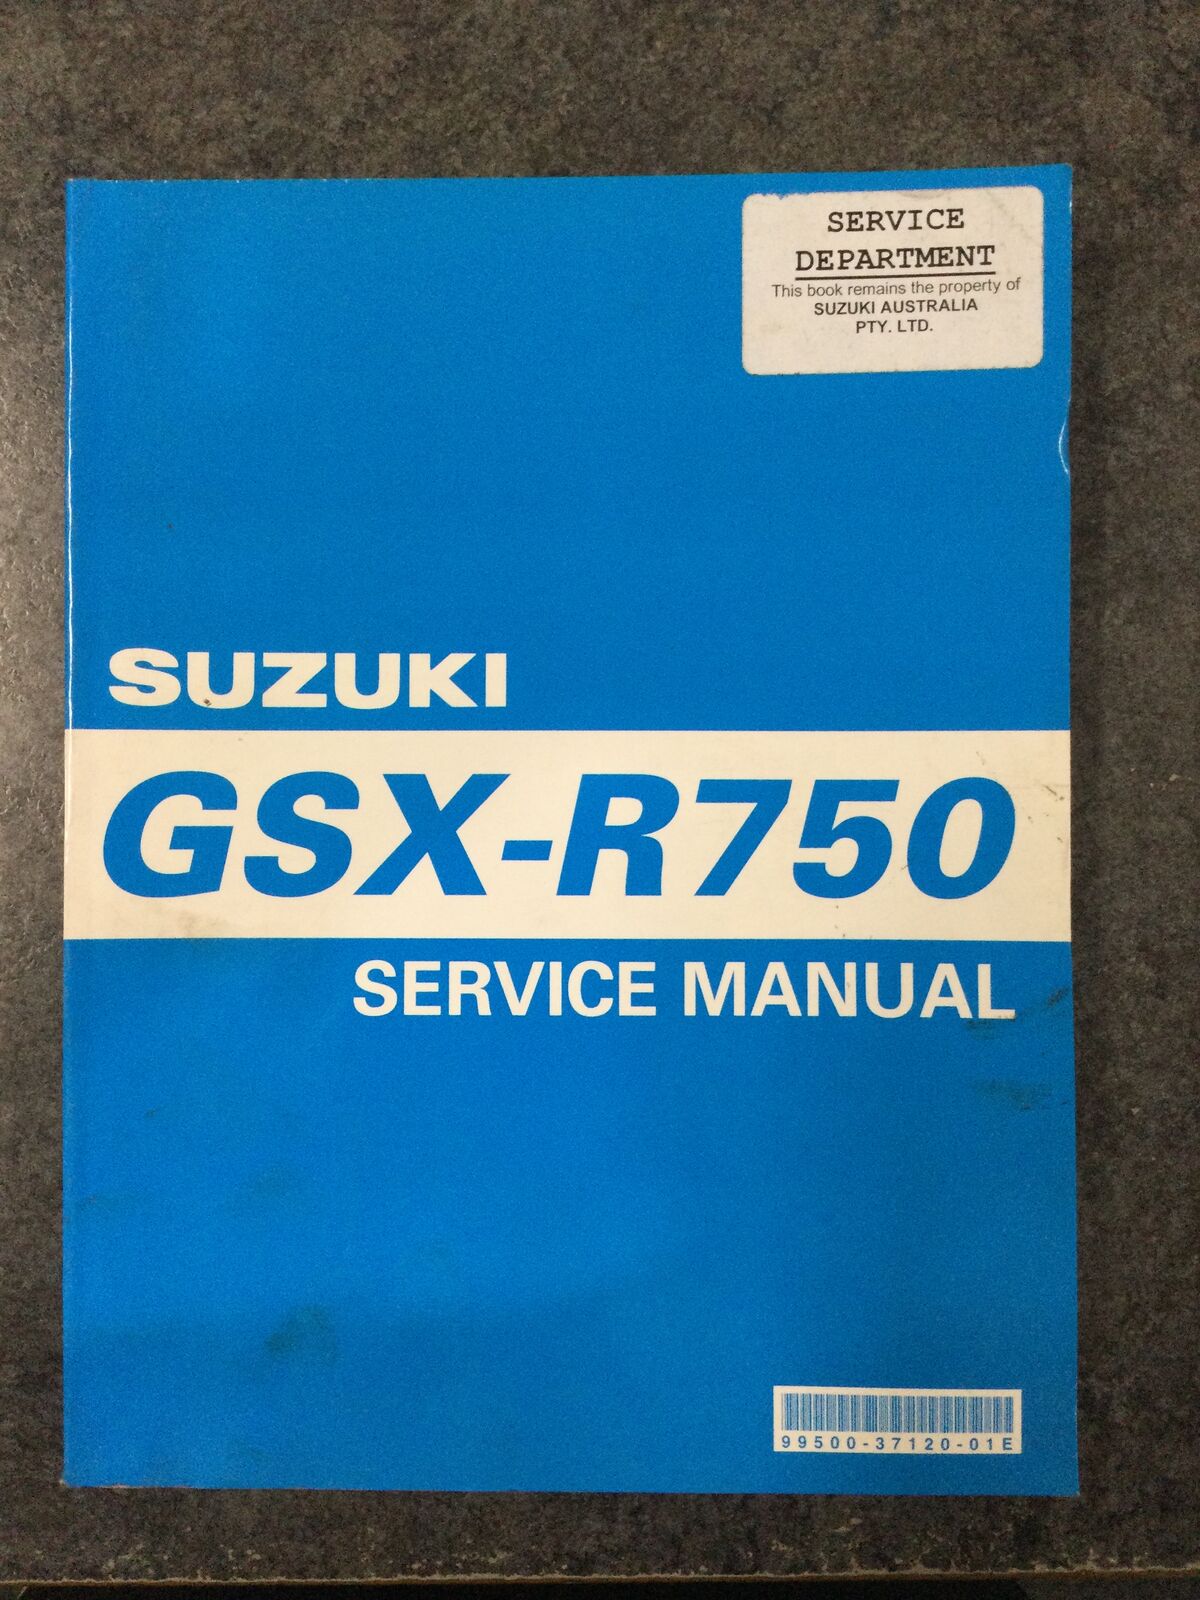 SERVICE
DEPARTMENT
This book remains the property of
SUZUKI AUSTRALIA
PTY. LTD.
SUZUKI
GSX-R750
SERVICE MANUAL
99500-37120-01E